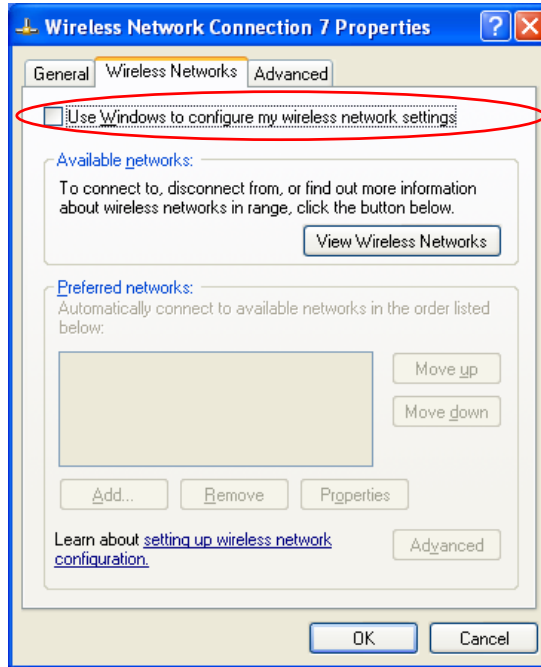 Wireless Network Connection 7 Properties
General Wireless Networks Advanced
Use Windows to configure my wireless network settings
Available networks:
To connect to, disconnect from, or find out more information
about wireless networks in range, click the button below.
View Wireless Networks
Preferred networks:
Automatically connect to available networks in the order listed
below:
Move up
Move down
Add... Remove Properties
Learn about setting up wireless network
configuration.
Advanced
OK Cancel